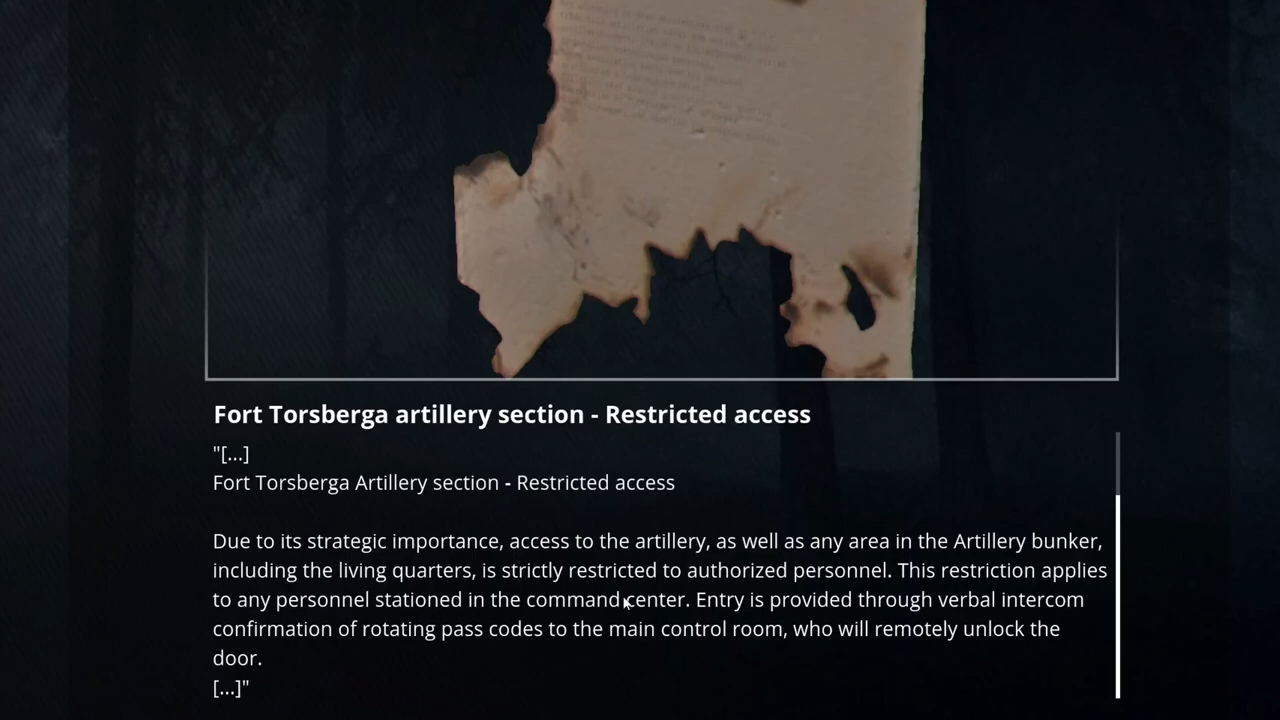 Fort Torsberga artillery section - Restricted access
"[...]
Fort Torsberga Artillery section - Restricted access
Due to its strategic importance, access to the artillery, as well as any area in the Artillery bunker,
including the living quarters, is strictly restricted to authorized personnel. This restriction applies
to any personnel stationed in the command center. Entry is provided through verbal intercom
confirmation of rotating pass codes to the main control room, who will remotely unlock the
door.
[...]"